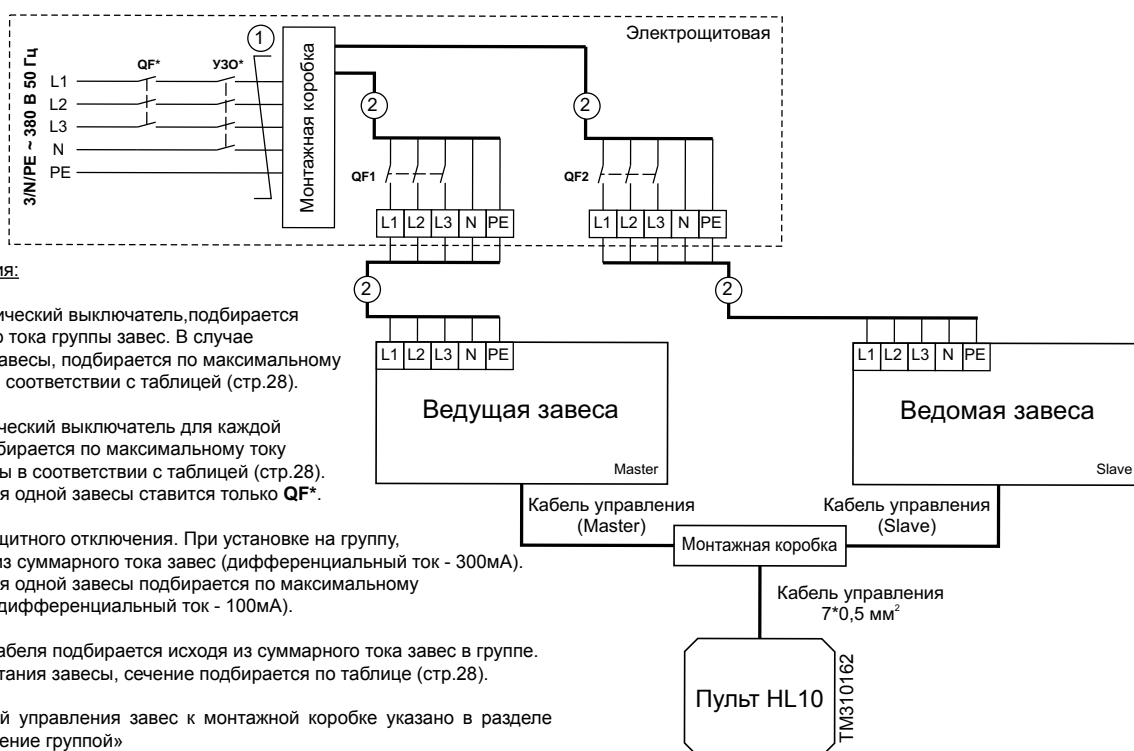 Электрощитовая
3/N/PE ~ 380 В 50 Гц
QF*
УЗО*
1
L1
L2
L3
N
PE
Монтажная коробка
2
2
QF1
QF2
L1 L2 L3 N PE
L1 L2 L3 N PE
2
2
L1 L2 L3 N PE
L1 L2 L3 N PE
Ведущая завеса
Master
Ведомая завеса
Slave
Кабель управления
(Master)
Кабель управления
(Slave)
Монтажная коробка
Кабель управления
7*0,5 мм²
Пульт HL10
TM310162
ия:
ический выключатель,подбирается
о тока группы завес. В случае
авесы, подбирается по максимальному
соответствии с таблицей (стр.28).
ческий выключатель для каждой
бирается по максимальному току
ы в соответствии с таблицей (стр.28).
я одной завесы ставится только QF*.
щитного отключения. При установке на группу,
из суммарного тока завес (дифференциальный ток - 300мА).
я одной завесы подбирается по максимальному
дифференциальный ток - 100мА).
абеля подбирается исходя из суммарного тока завес в группе.
тания завесы, сечение подбирается по таблице (стр.28).
й управления завес к монтажной коробке указано в разделе
ение группой»